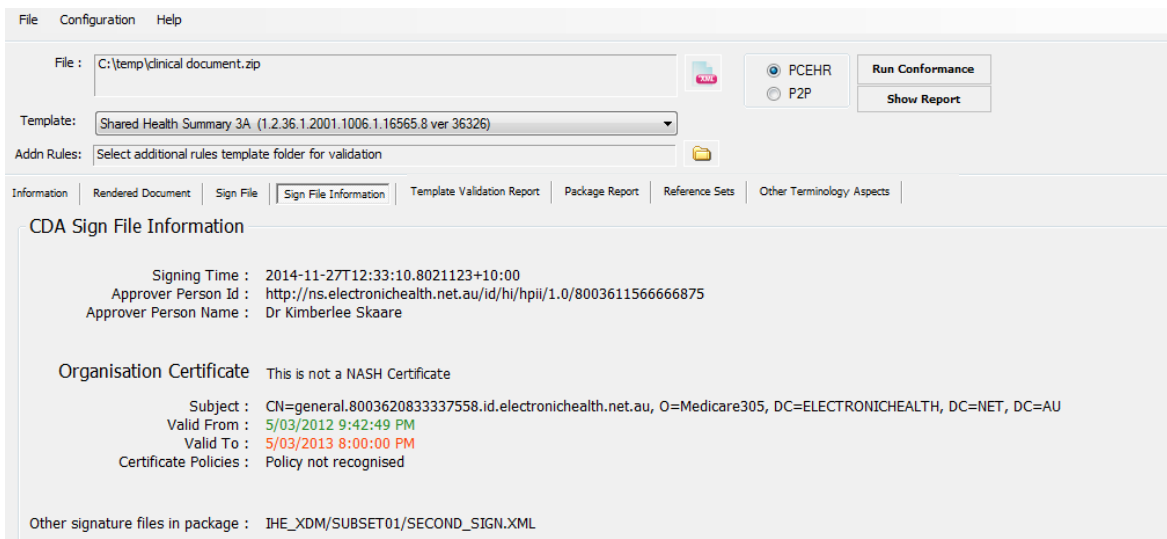 File Configuration Help
File : C:\temp\clinical document.zip
XML
PCEHR Run Conformance
P2P Show Report
Template: Shared Health Summary 3A (1.2.36.1.2001.1006.1.16565.8 ver 36326)
Addn Rules: Select additional rules template folder for validation
Information Rendered Document Sign File Sign File Information Template Validation Report Package Report Reference Sets Other Terminology Aspects
CDA Sign File Information
Signing Time : 2014-11-27T12:33:10.8021123+10:00
Approver Person Id : http://ns.electronichealth.net.au/id/hi/hpii/1.0/8003611566666875
Approver Person Name : Dr Kimberlee Skaare
Organisation Certificate This is not a NASH Certificate
Subject : CN=general.8003620833337558.id.electronichealth.net.au, O=Medicare305, DC=ELECTRONICHEALTH, DC=NET, DC=AU
Valid From : 5/03/2012 9:42:49 PM
Valid To : 5/03/2013 8:00:00 PM
Certificate Policies : Policy not recognised
Other signature files in package : IHE_XDM/SUBSET01/SECOND_SIGN.XML